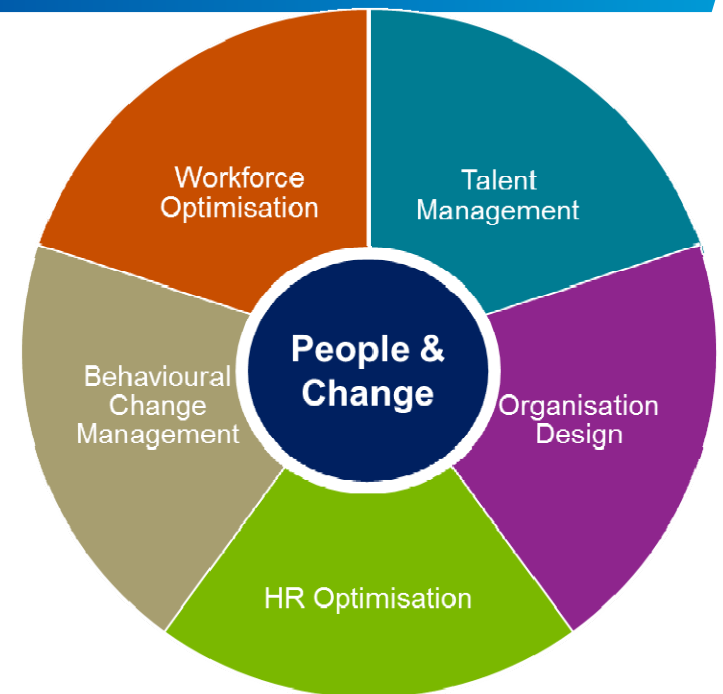 Workforce
Optimisation
Talent
Management
People &
Change
Behavioural
Change
Management
Organisation
Design
HR Optimisation